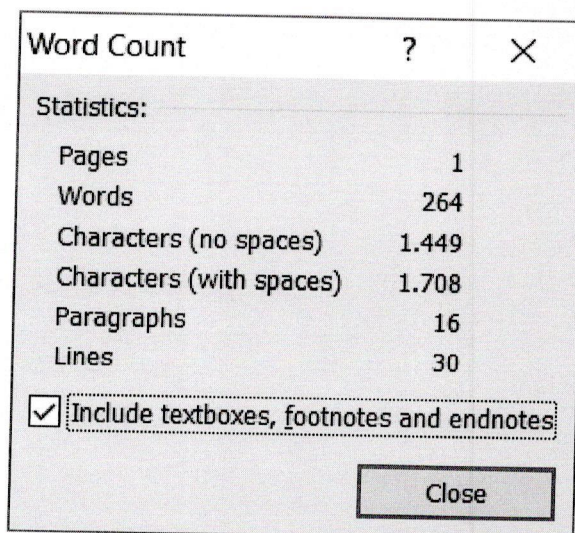 Word Count ? ×
Statistics:
Pages 1
Words 264
Characters (no spaces) 1.449
Characters (with spaces) 1.708
Paragraphs 16
Lines 30
Include textboxes, footnotes and endnotes
Close